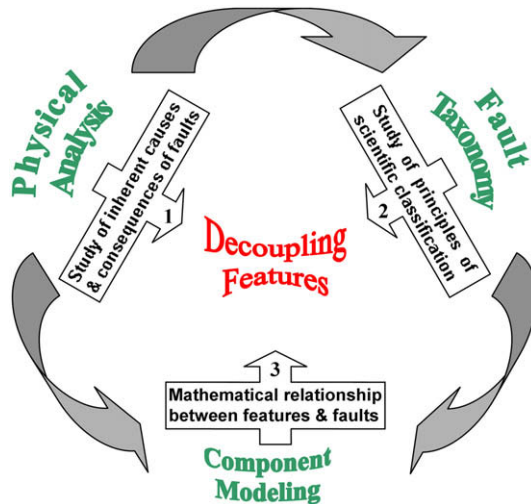 Physical
Analysis
Study of inherent causes
& consequences of faults
1
Fault
Taxonomy
Study of principles of
scientific classification
2
Decoupling
Features
3
Mathematical relationship
between features & faults
Component
Modeling